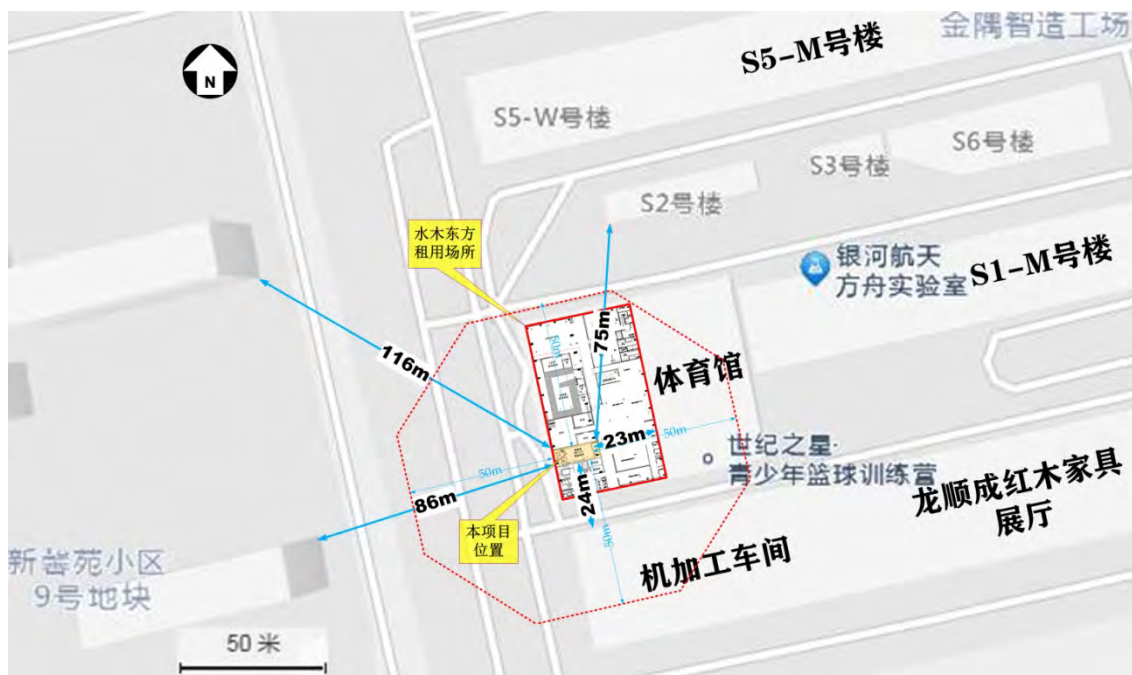 金隅智造工场
S5-M号楼
N
S5-W号楼
S6号楼
S3号楼
S2号楼
水木东方
租用场所
银河航天
方舟实验室
S1-M号楼
50m
75m
116m
体育馆
23m
50m
世纪之星·
青少年篮球训练营
50m
86m
24m
龙顺成红木家具
展厅
本项目
位置
50m
机加工车间
新馨苑小区
9号地块
50 米